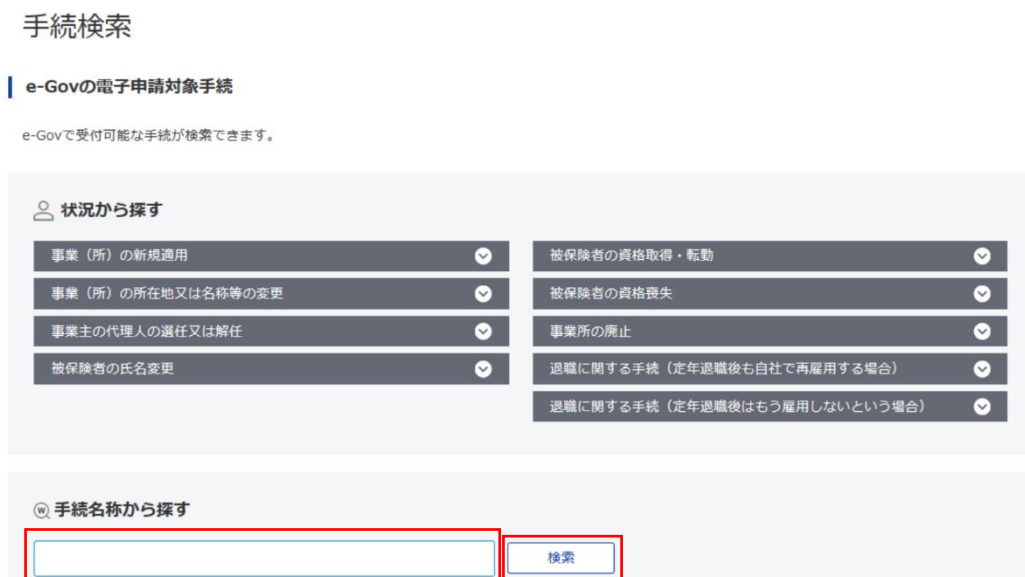 手続検索
e-Govの電子申請対象手続
e-Govで受付可能な手続が検索できます。
状況から探す
事業（所）の新規適用
事業（所）の所在地又は名称等の変更
事業主の代理人の選任又は解任
被保険者の氏名変更
被保険者の資格取得・転勤
被保険者の資格喪失
事業所の廃止
退職に関する手続（定年退職後も自社で再雇用する場合）
退職に関する手続（定年退職後はもう雇用しないという場合）
W 手続名称から探す
検索